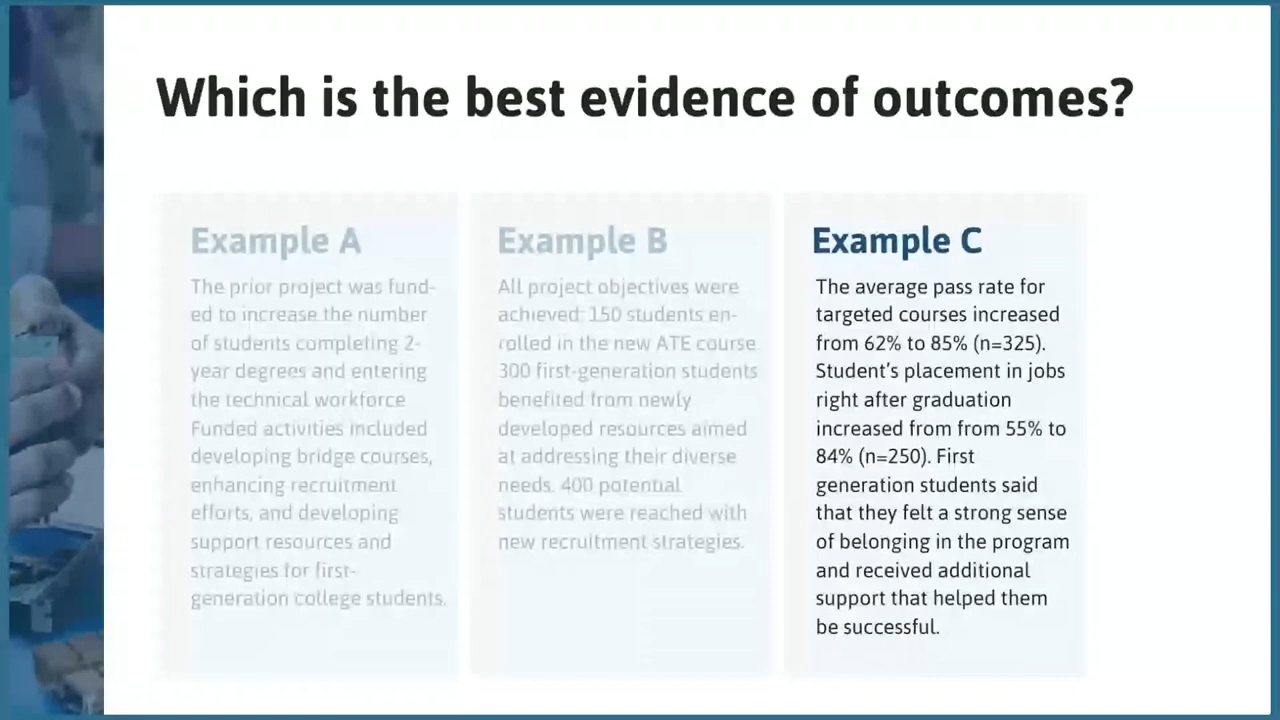 Which is the best evidence of outcomes?
Example A
The prior project was fund-
ed to increase the number
of students completing 2-
year degrees and entering
the technical workforce
Funded activities included
developing bridge courses,
enhancing recruitment
efforts, and developing
support resources and
strategies for first-
generation college students.
Example B
All project objectives were
achieved: 150 students en-
rolled in the new ATE course
300 first-generation students
benefited from newly
developed resources aimed
at addressing their diverse
needs. 400 potential
students were reached with
new recruitment strategies.
Example C
The average pass rate for
targeted courses increased
from 62% to 85% (n=325).
Student's placement in jobs
right after graduation
increased from from 55% to
84% (n=250). First
generation students said
that they felt a strong sense
of belonging in the program
and received additional
support that helped them
be successful.